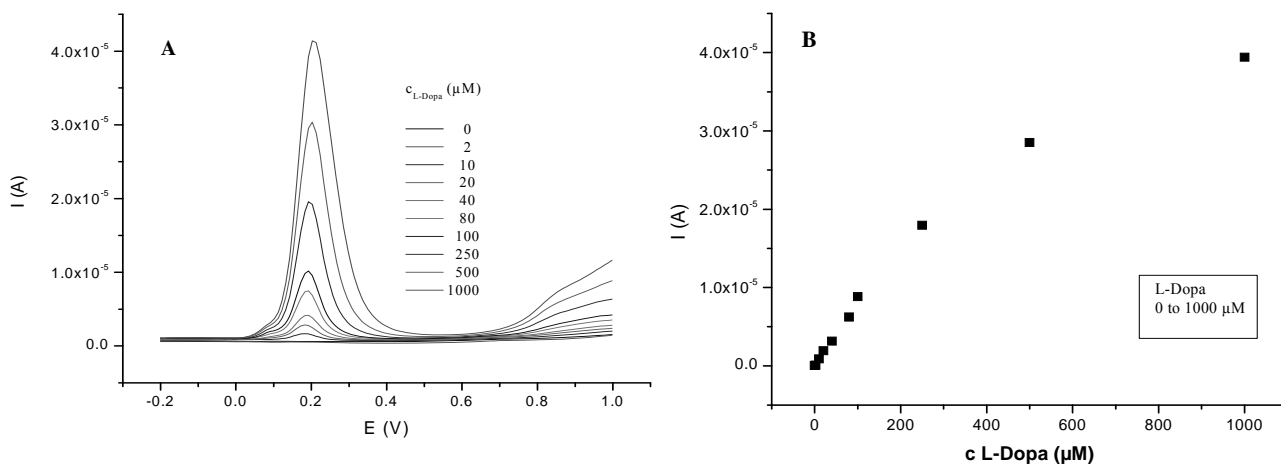 A
4.0x10⁻⁵
3.0x10⁻⁵
2.0x10⁻⁵
1.0x10⁻⁵
0.0
I (A)
-0.2 0.0 0.2 0.4 0.6 0.8 1.0
E (V)
c L-Dopa (µM)
0
2
10
20
40
80
100
250
500
1000
B
4.0x10⁻⁵
3.0x10⁻⁵
2.0x10⁻⁵
1.0x10⁻⁵
0.0
I (A)
0 200 400 600 800 1000
c L-Dopa (µM)
L-Dopa
0 to 1000 µM